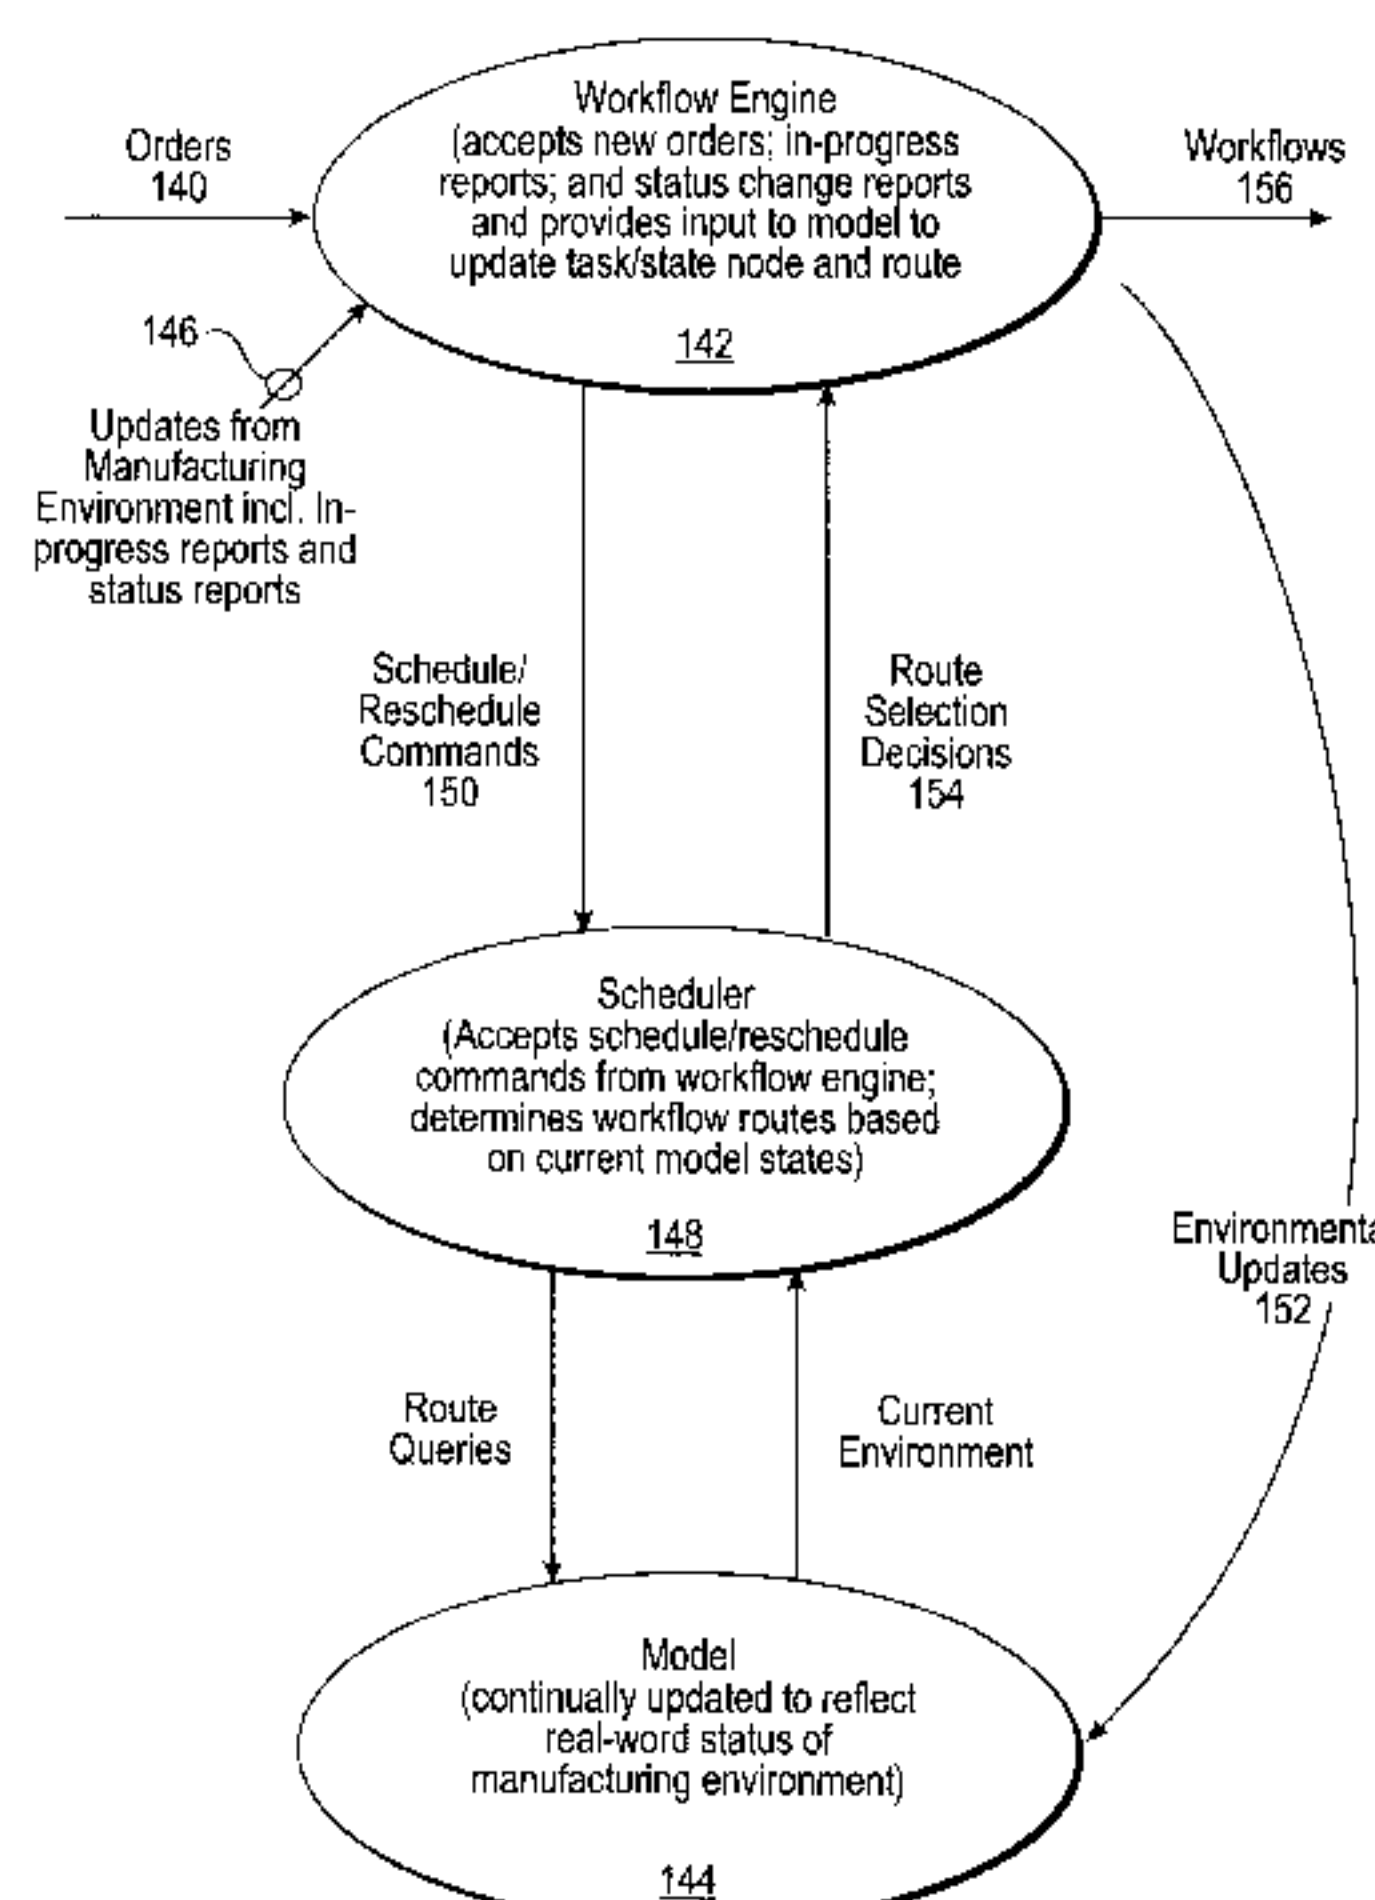 Workflow Engine
(accepts new orders; in-progress
reports; and status change reports
and provides input to model to
update task/state node and route
142
Orders
140
Workflows
156
146
Updates from
Manufacturing
Environment incl. In-
progress reports and
status reports
Schedule/
Reschedule
Commands
150
Route
Selection
Decisions
154
Scheduler
(Accepts schedule/reschedule
commands from workflow engine;
determines workflow routes based
on current model states)
148
Environmenta
Updates
152
Route
Queries
Current
Environment
Model
(continually updated to reflect
real-word status of
manufacturing environment)
144